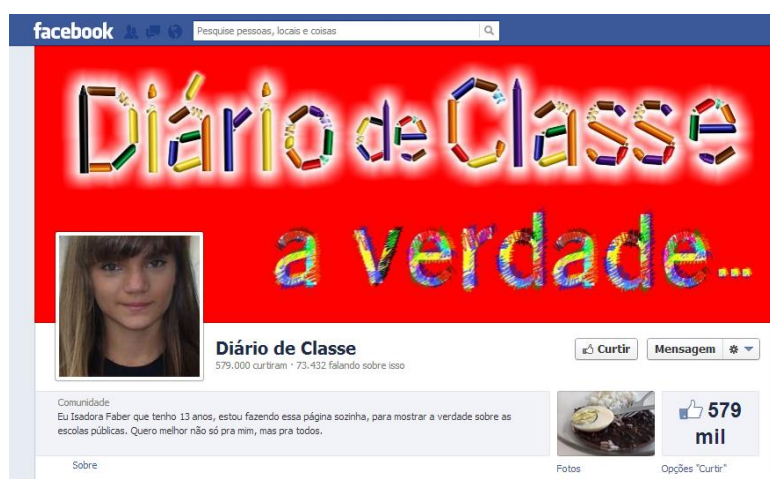 facebook
Pesquise pessoas, locais e coisas
Diário de Classe
a verdade...
Diário de Classe
579.000 curtiram · 73.432 falando sobre isso
Curtir
Mensagem
Comunidade
Eu Isadora Faber que tenho 13 anos, estou fazendo essa página sozinha, para mostrar a verdade sobre as
escolas públicas. Quero melhor não só pra mim, mas pra todos.
Sobre
579
mil
Fotos
Opções "Curtir"